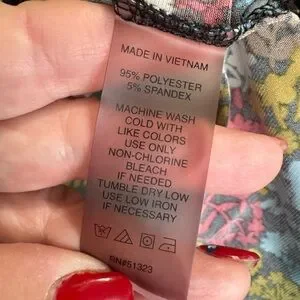 MADE IN VIETNAM
95% POLYESTER
5% SPANDEX
MACHINE WASH
COLD WITH
LIKE COLORS
USE ONLY
NON-CHLORINE
BLEACH
IF NEEDED
TUMBLE DRY LOW
USE LOW IRON
IF NECESSARY
RN#51323